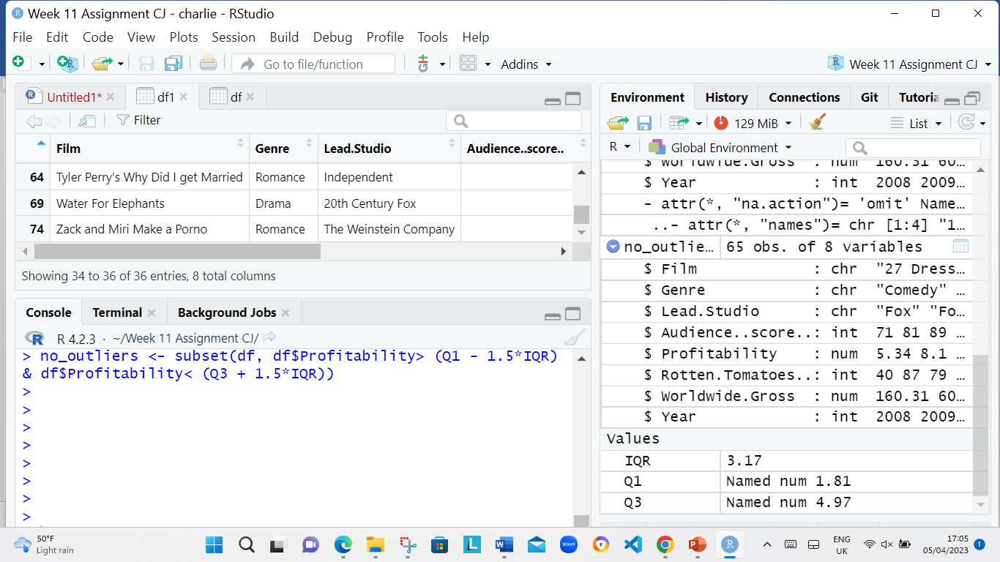 Week 11 Assignment CJ - charlie - RStudio
File Edit Code View Plots Session Build Debug Profile Tools Help
Go to file/function Addins Week 11 Assignment CJ
Untitled1* df1 df
Filter
Film Genre Lead.Studio Audience..score..
64 Tyler Perry's Why Did I get Married Romance Independent
69 Water For Elephants Drama 20th Century Fox
74 Zack and Miri Make a Porno Romance The Weinstein Company
Showing 34 to 36 of 36 entries, 8 total columns
Console Terminal Background Jobs
R 4.2.3 · ~/Week 11 Assignment CJ/
> no_outliers <- subset(df, df$Profitability> (Q1 - 1.5*IQR)
& df$Profitability< (Q3 + 1.5*IQR))
>
>
>
>
>
>
>
>
Environment History Connections Git Tutoria
129 MiB List
R Global Environment
$ Worldwide.Gross : num 160.31 60...
$ Year : int 2008 2009...
- attr(*, "na.action")= 'omit' Name...
..- attr(*, "names")= chr [1:4] "1...
no_outlie... 65 obs. of 8 variables
$ Film : chr "27 Dress...
$ Genre : chr "Comedy" ...
$ Lead.Studio : chr "Fox" "Fo...
$ Audience..score..: int 71 81 89 ...
$ Profitability : num 5.34 8.1 ...
$ Rotten.Tomatoes..: int 40 87 79 ...
$ Worldwide.Gross : num 160.31 60...
$ Year : int 2008 2009...
Values
IQR 3.17
Q1 Named num 1.81
Q3 Named num 4.97
50°F
Light rain
zoom
ENG
UK
17:05
05/04/2023
1